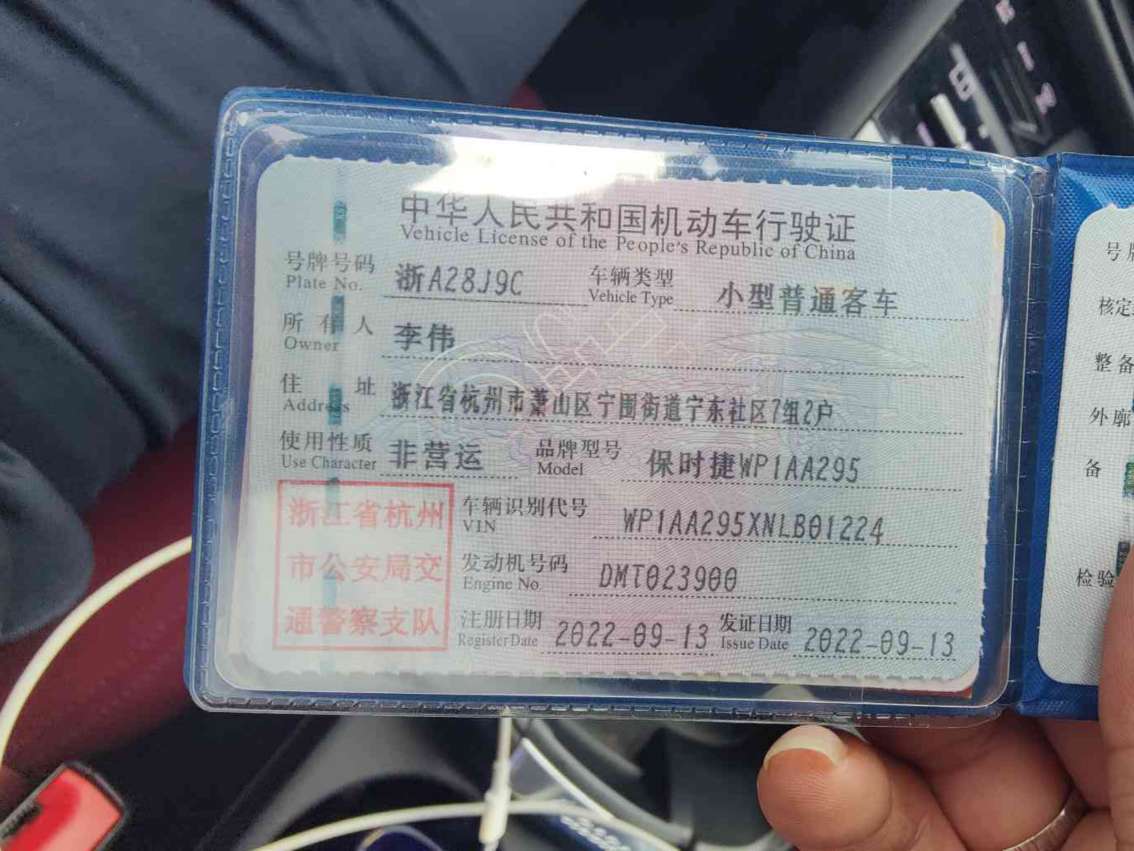 中华人民共和国机动车行驶证
Vehicle License of the People's Republic of China
号牌号码 浙A28J9C 车辆类型 小型普通客车
Plate No. Vehicle Type
所有人 李伟
Owner
住址 浙江省杭州市萧山区宁围街道宁东社区7组2户
Address
使用性质 非营运 品牌型号 保时捷WP1AA295
Use Character Model
浙江省杭州
市公安局交
通警察支队
车辆识别代号 WP1AA295XNLB01224
VIN
发动机号码 DMT023900
Engine No
注册日期 2022-09-13 发证日期 2022-09-13
Register Date Issue Date
号牌
核定
整备
外廓
备
检验